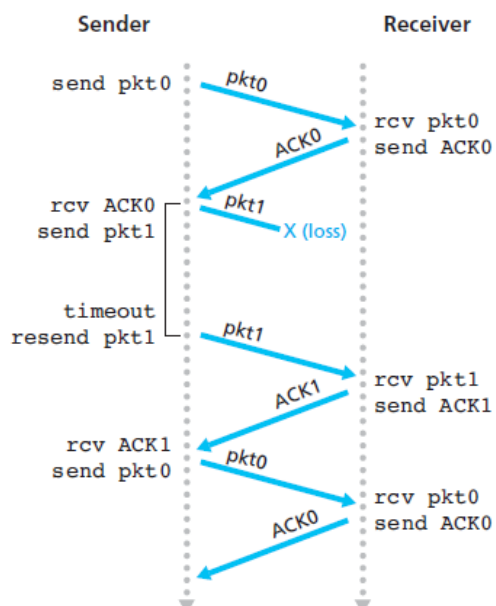 Sender
Receiver
send pkt0
pkt0
rcv pkt0
send ACK0
ACK0
rcv ACK0
send pkt1
pkt1
X (loss)
timeout
resend pkt1
pkt1
rcv pkt1
send ACK1
ACK1
rcv ACK1
send pkt0
pkt0
rcv pkt0
send ACK0
ACK0